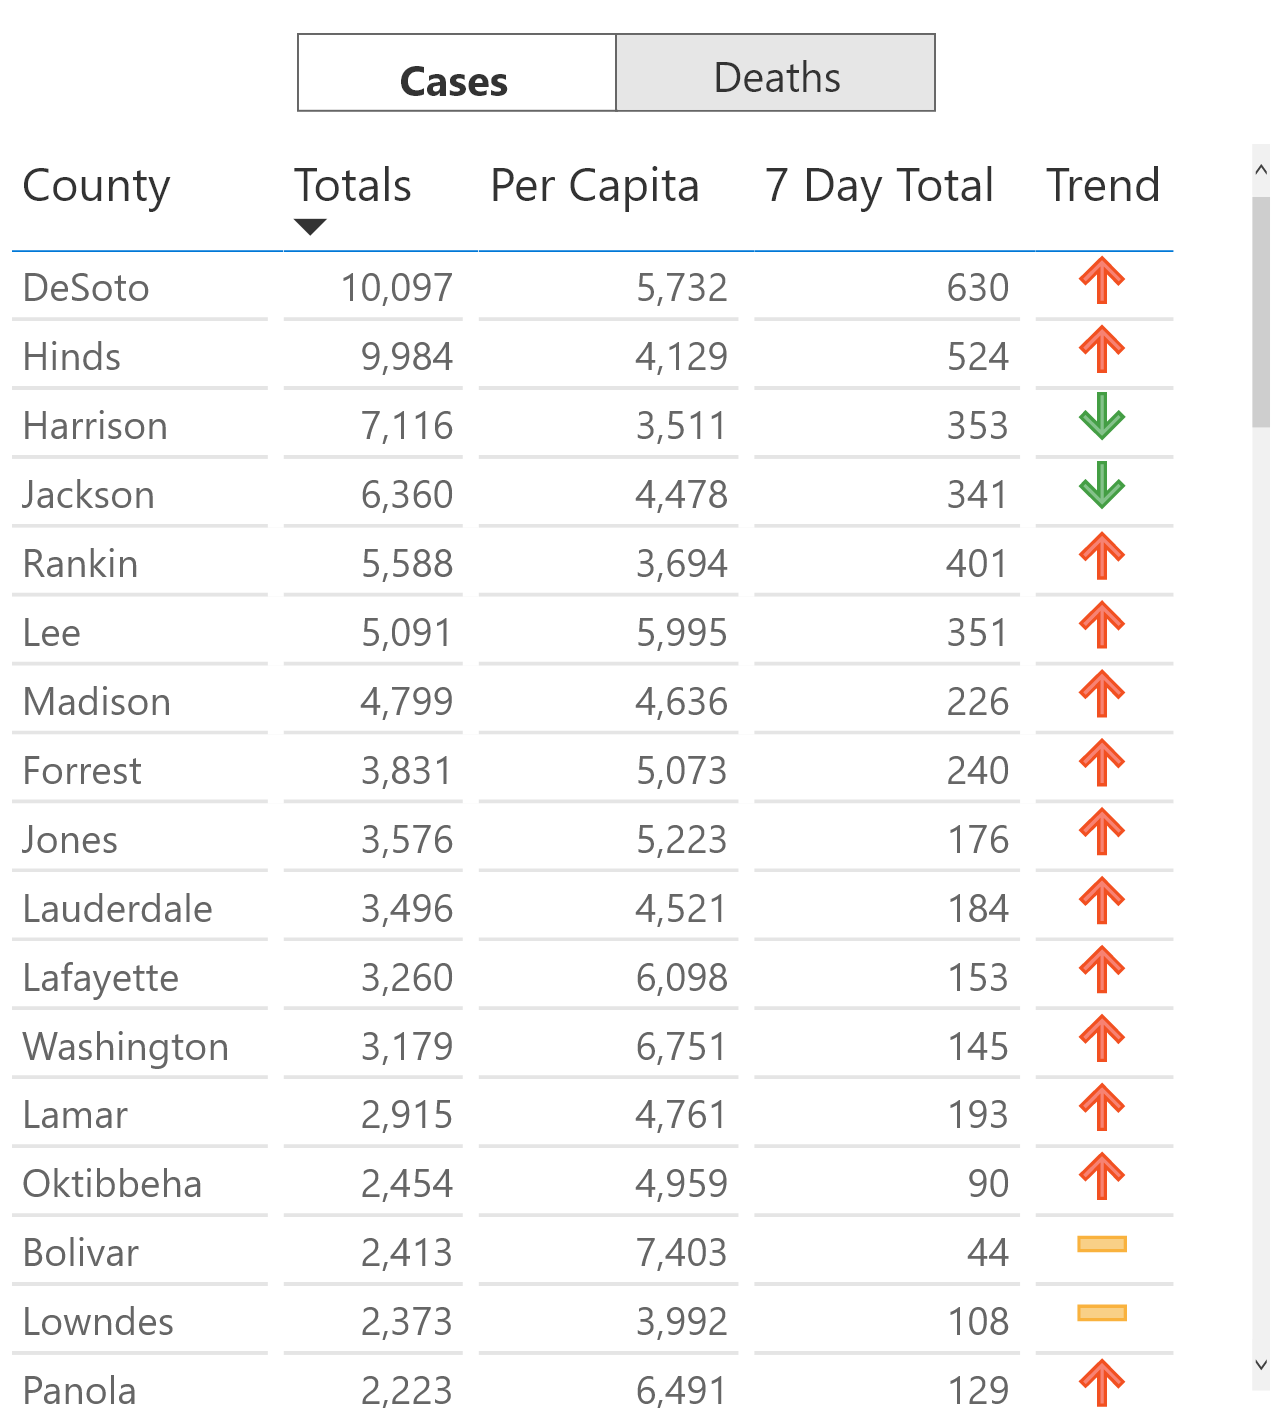 Cases Deaths
County Totals Per Capita 7 Day Total Trend
DeSoto 10,097 5,732 630
Hinds 9,984 4,129 524
Harrison 7,116 3,511 353
Jackson 6,360 4,478 341
Rankin 5,588 3,694 401
Lee 5,091 5,995 351
Madison 4,799 4,636 226
Forrest 3,831 5,073 240
Jones 3,576 5,223 176
Lauderdale 3,496 4,521 184
Lafayette 3,260 6,098 153
Washington 3,179 6,751 145
Lamar 2,915 4,761 193
Oktibbeha 2,454 4,959 90
Bolivar 2,413 7,403 44
Lowndes 2,373 3,992 108
Panola 2,223 6,491 129